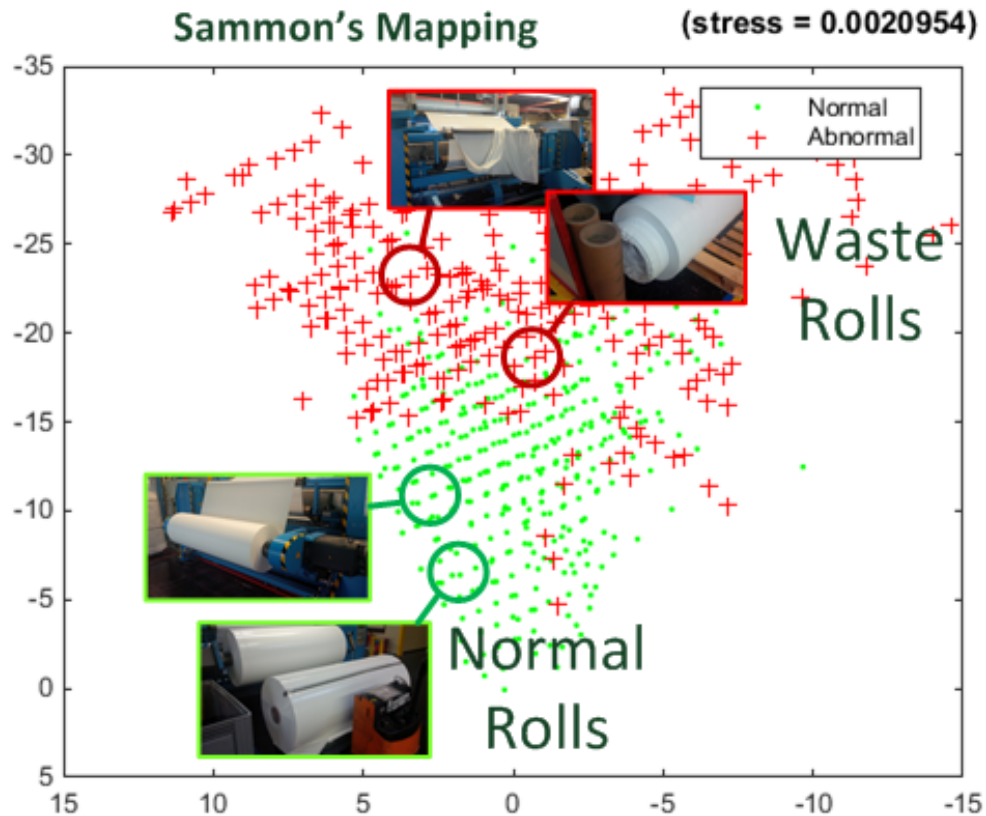 Sammon's Mapping
(stress = 0.0020954)
-35
-30
-25
-20
-15
-10
-5
0
5
Normal
Abnormal
Waste
Rolls
Normal
Rolls
15
10
5
0
-5
-10
-15